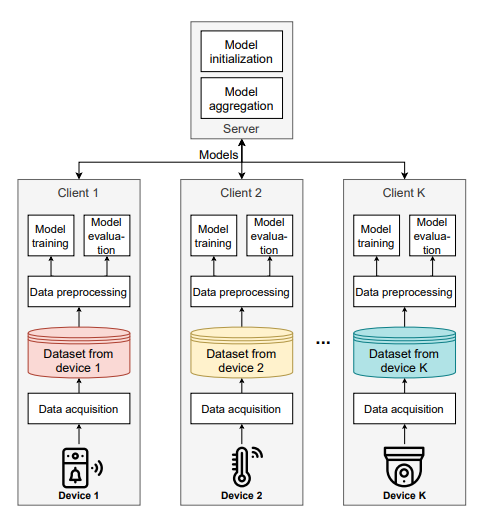 Model
initialization
Model
aggregation
Server
Models
Client 1
Model
training
Model
evalua-
tion
Data preprocessing
Dataset from
device 1
Data acquisition
Device 1
Client 2
Model
training
Model
evalua-
tion
Data preprocessing
Dataset from
device 2
Data acquisition
Device 2
...
Client K
Model
training
Model
evalua-
tion
Data preprocessing
Dataset from
device K
Data acquisition
Device K